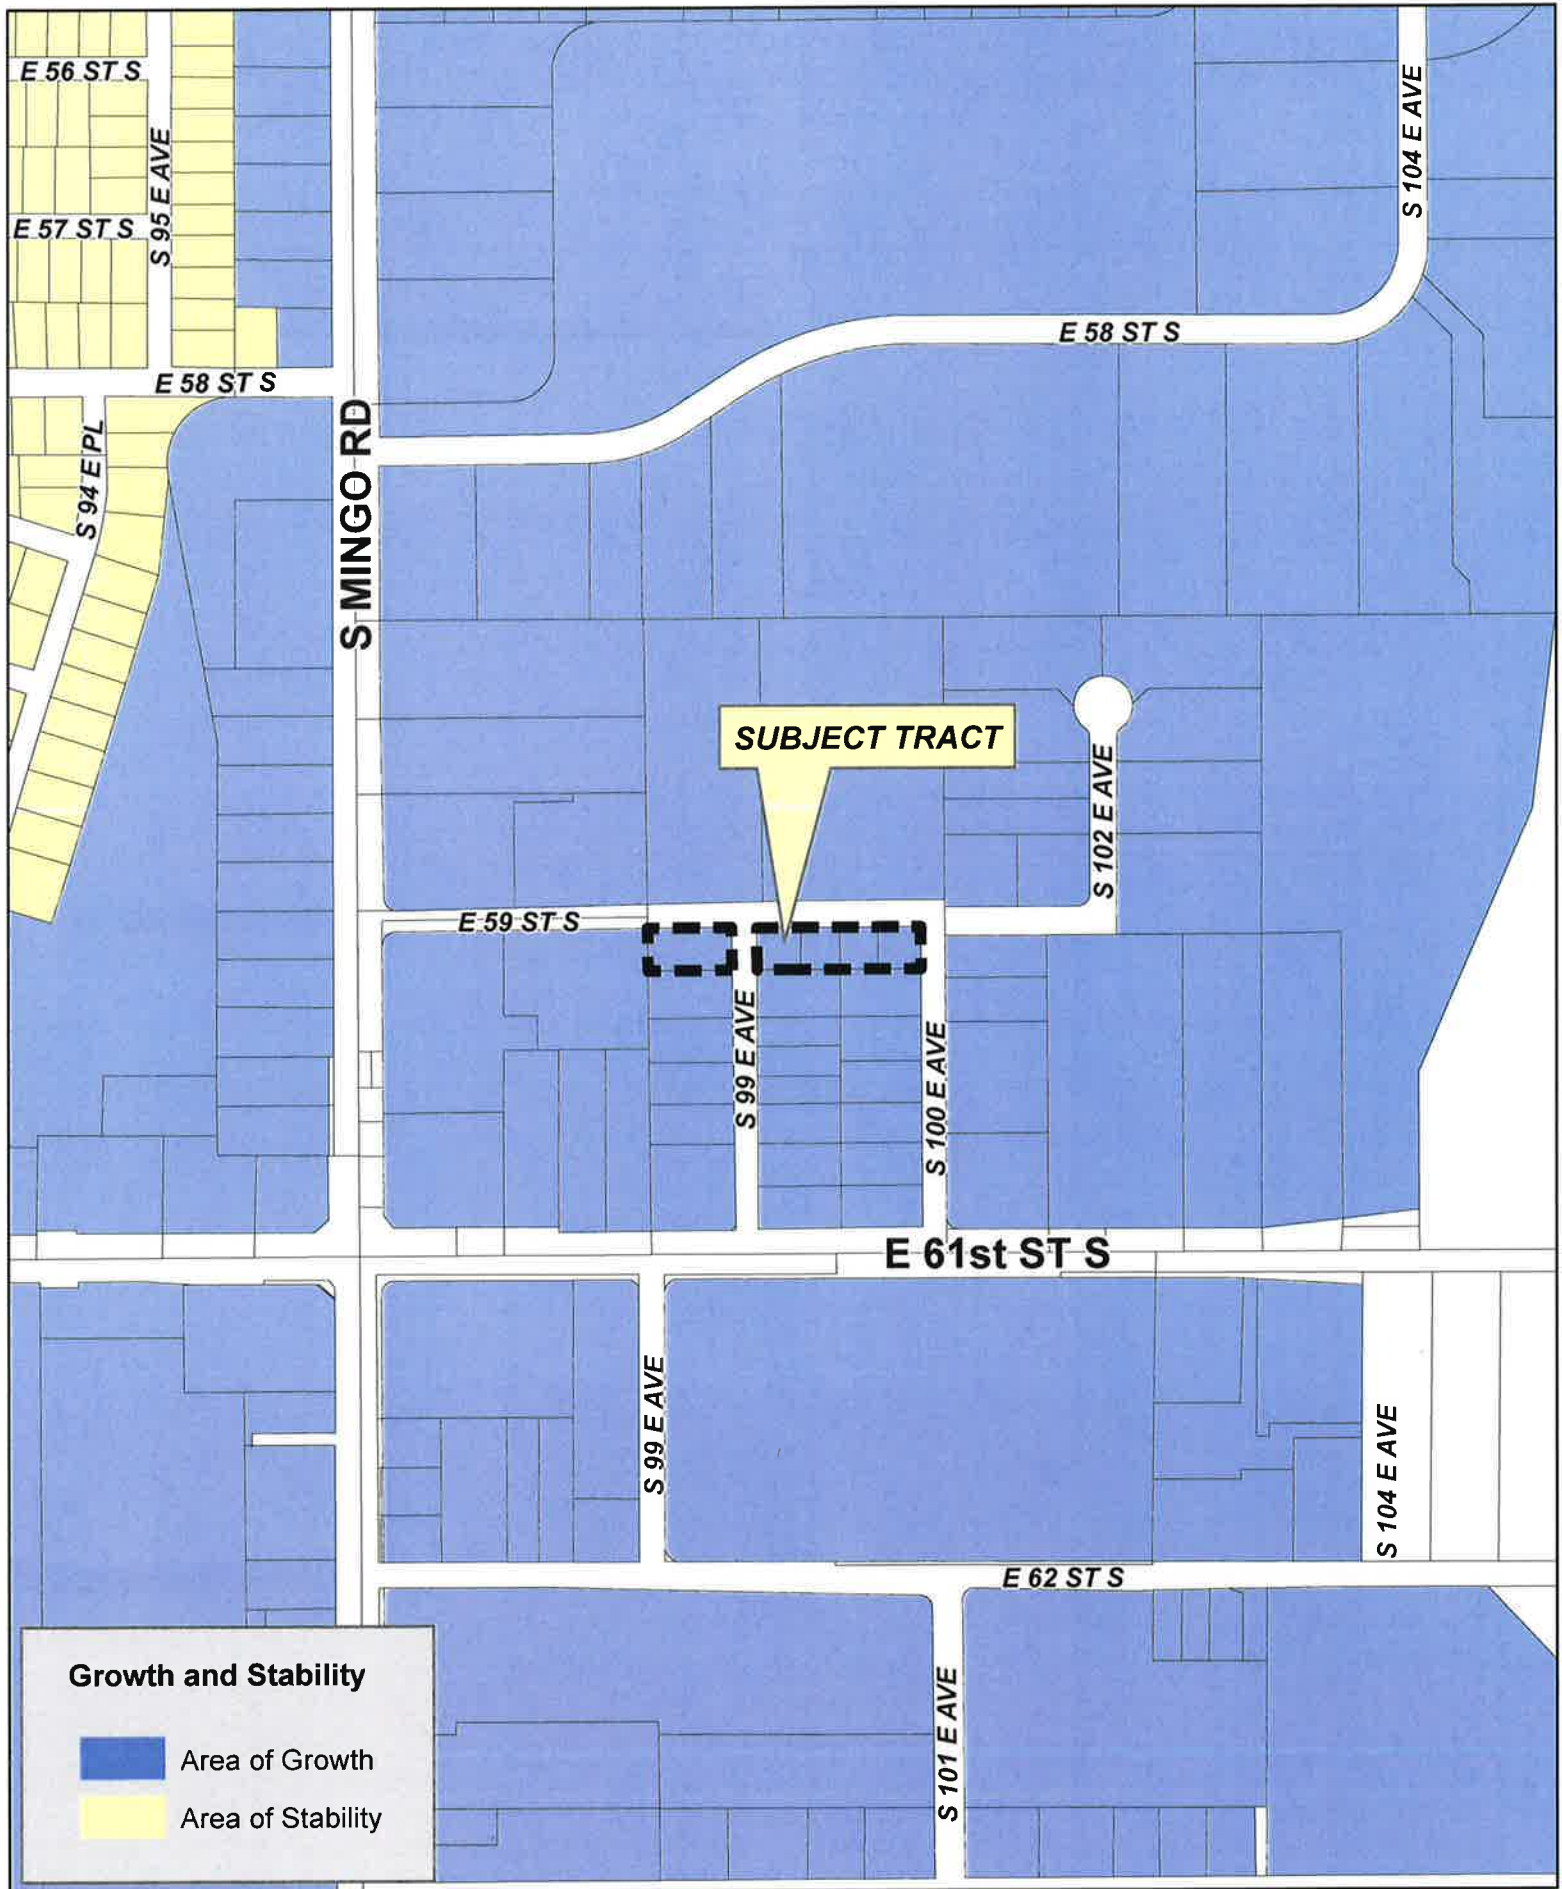 E 56 ST S
S 95 E AVE
S 104 E AVE
E 57 ST S
E 58 ST S
E 58 ST S
S 94 E PL
S MINGO RD
SUBJECT TRACT
S 102 E AVE
E 59 ST S
S 99 E AVE
S 100 E AVE
E 61st ST S
S 99 E AVE
S 104 E AVE
E 62 ST S
S 101 E AVE
Growth and Stability
Area of Growth
Area of Stability